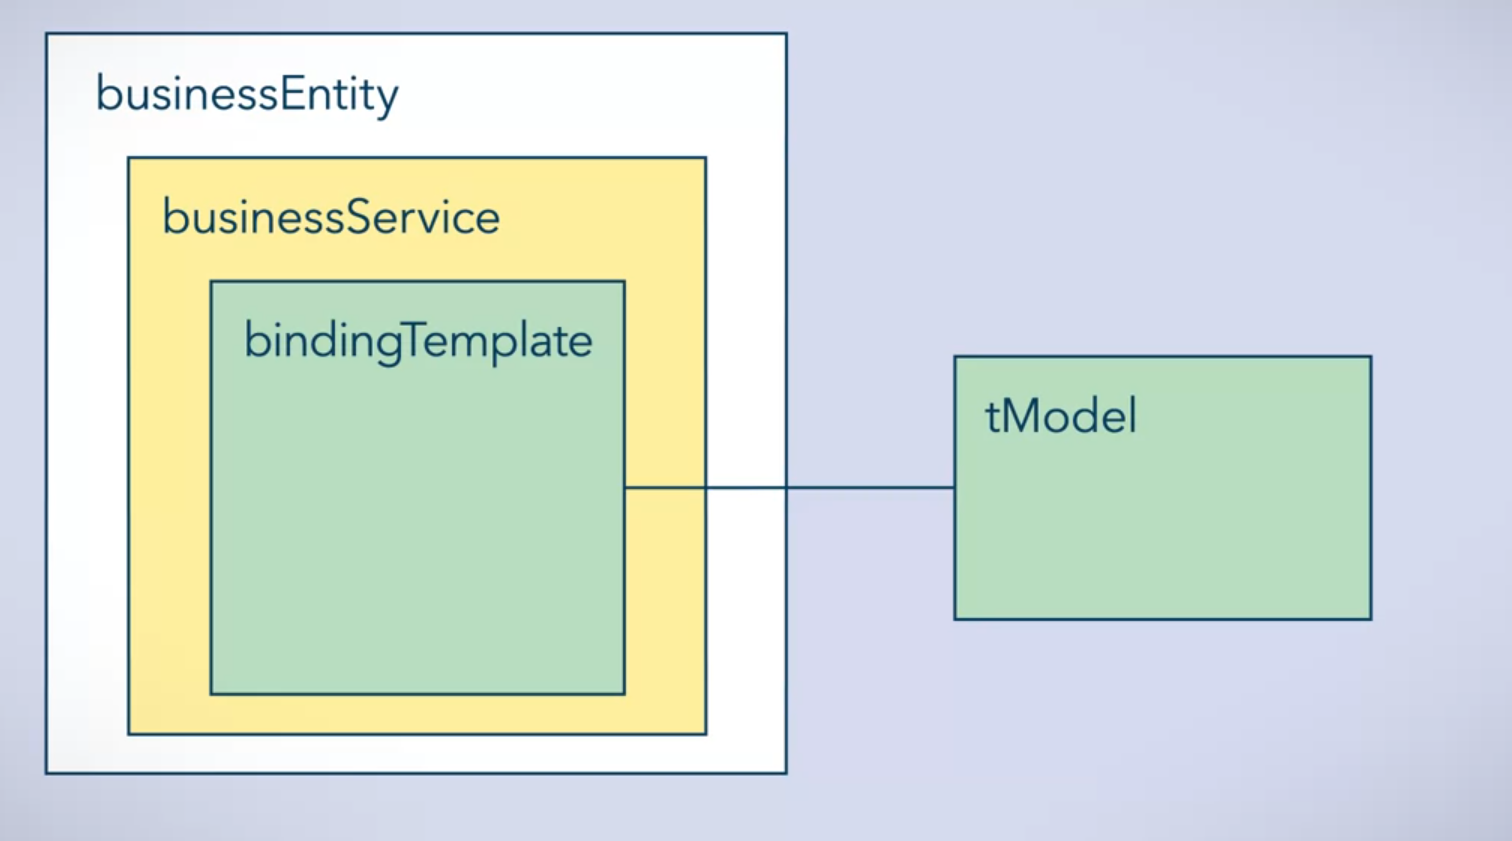 businessEntity
businessService
bindingTemplate
tModel